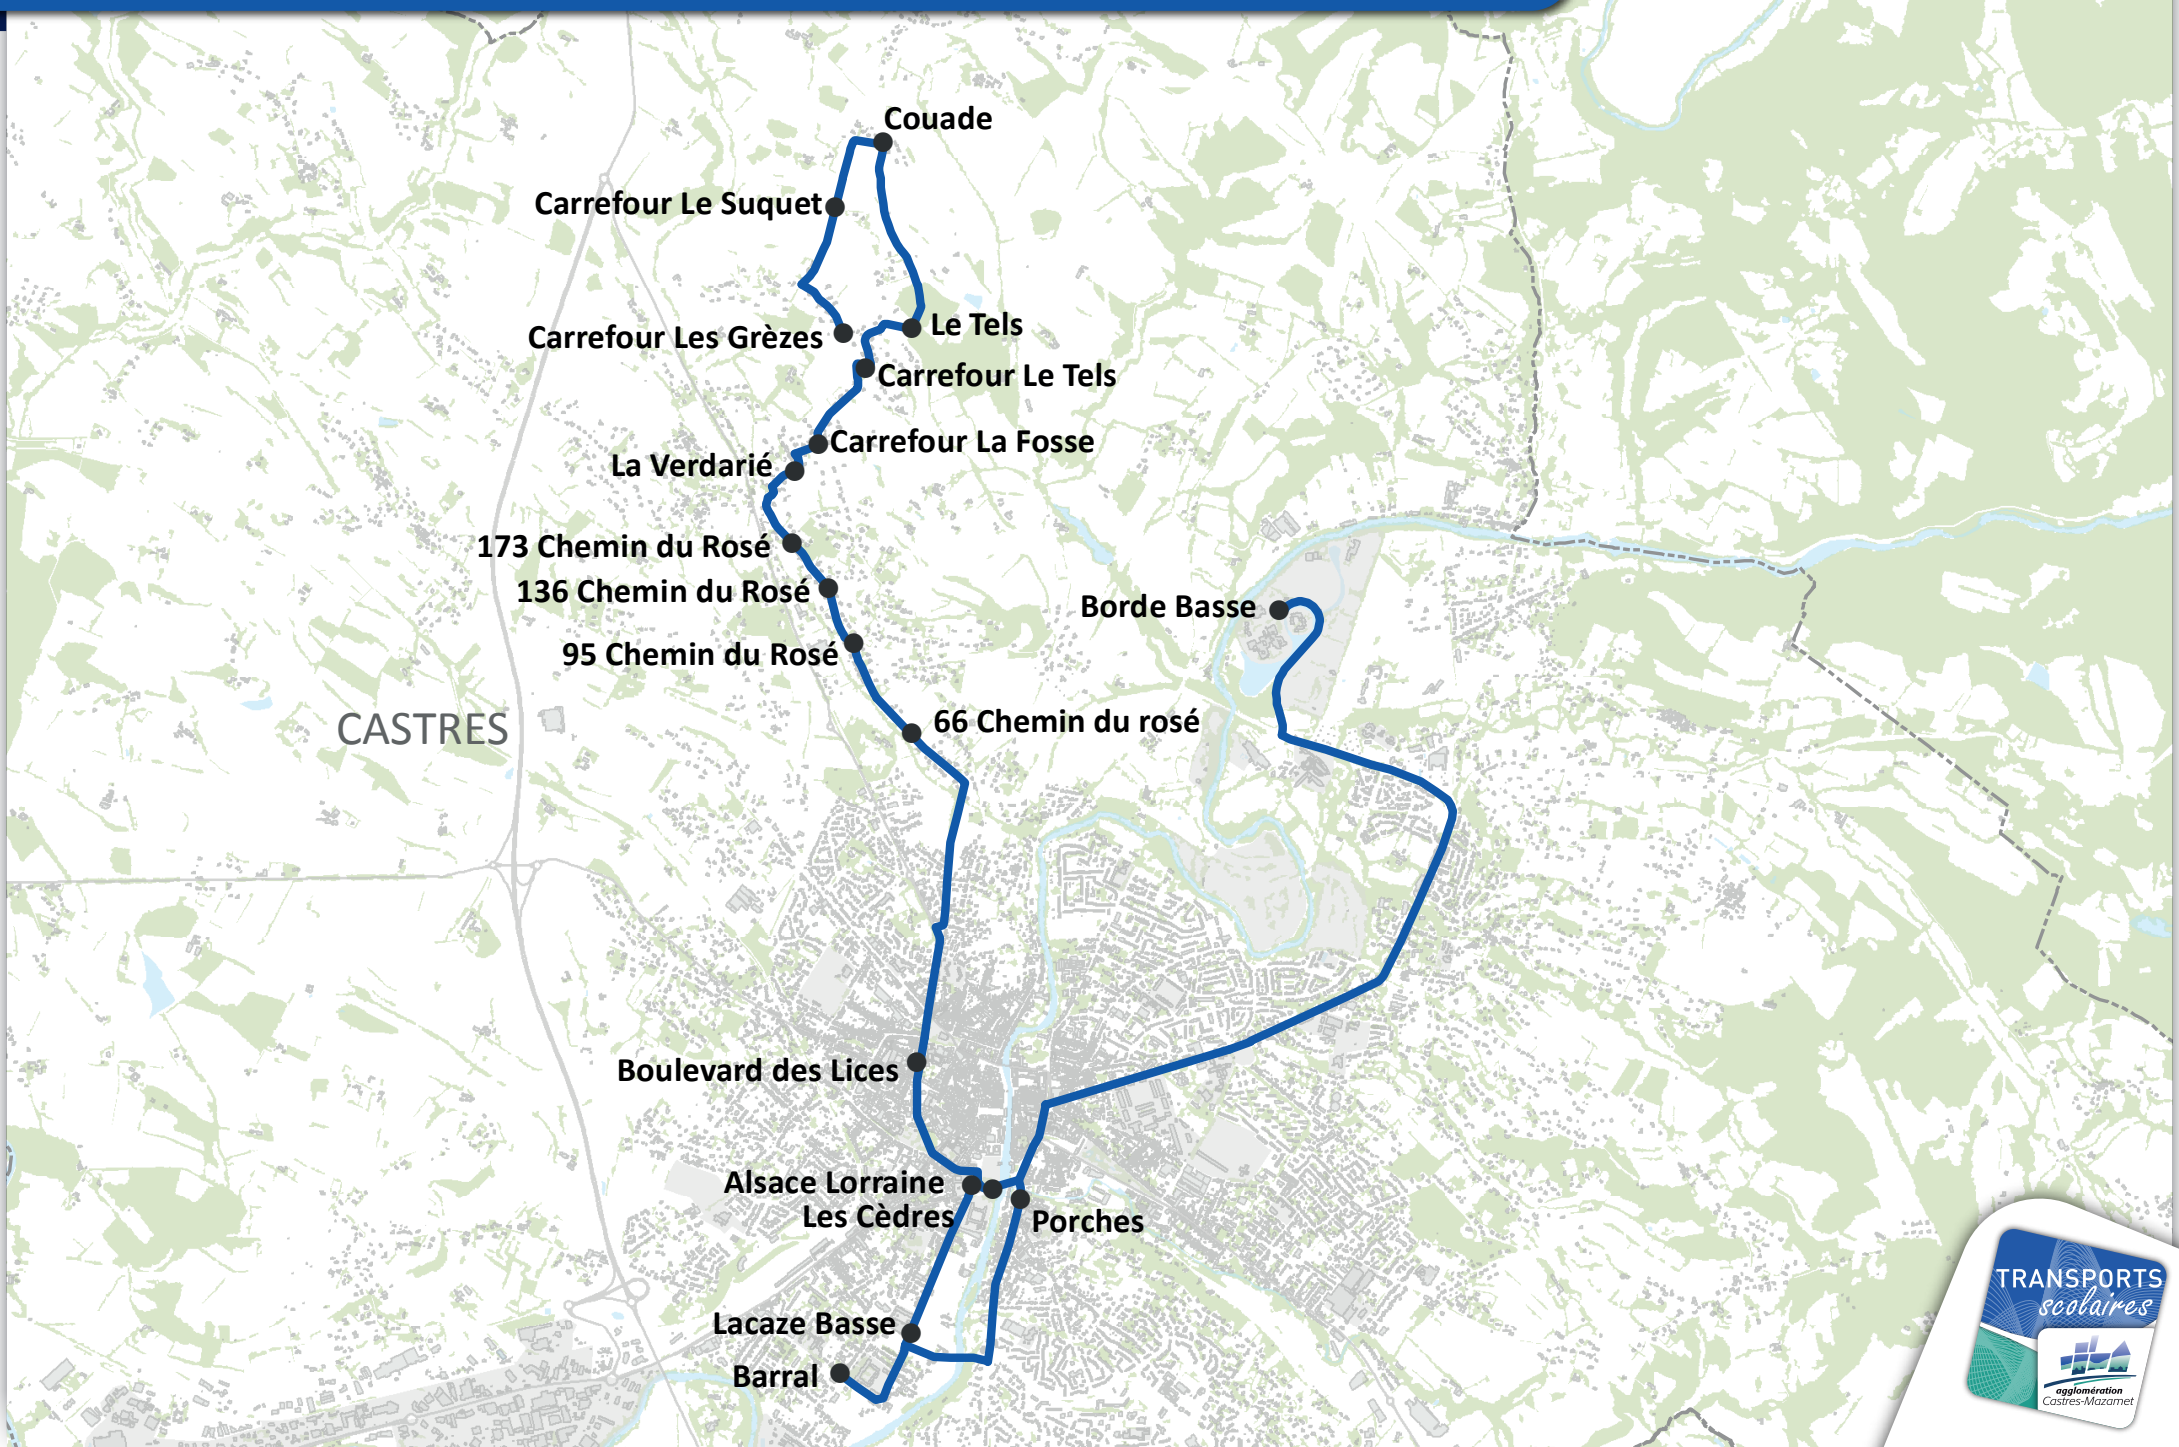 Couade
Carrefour Le Suquet
Carrefour Les Grèzes
Le Tels
Carrefour Le Tels
Carrefour La Fosse
La Verdarié
173 Chemin du Rosé
136 Chemin du Rosé
Borde Basse
95 Chemin du Rosé
66 Chemin du rosé
CASTRES
Boulevard des Lices
Alsace Lorraine
Les Cèdres
Porches
Lacaze Basse
Barral
TRANSPORTS
scolaires
agglomération
Castres-Mazamet